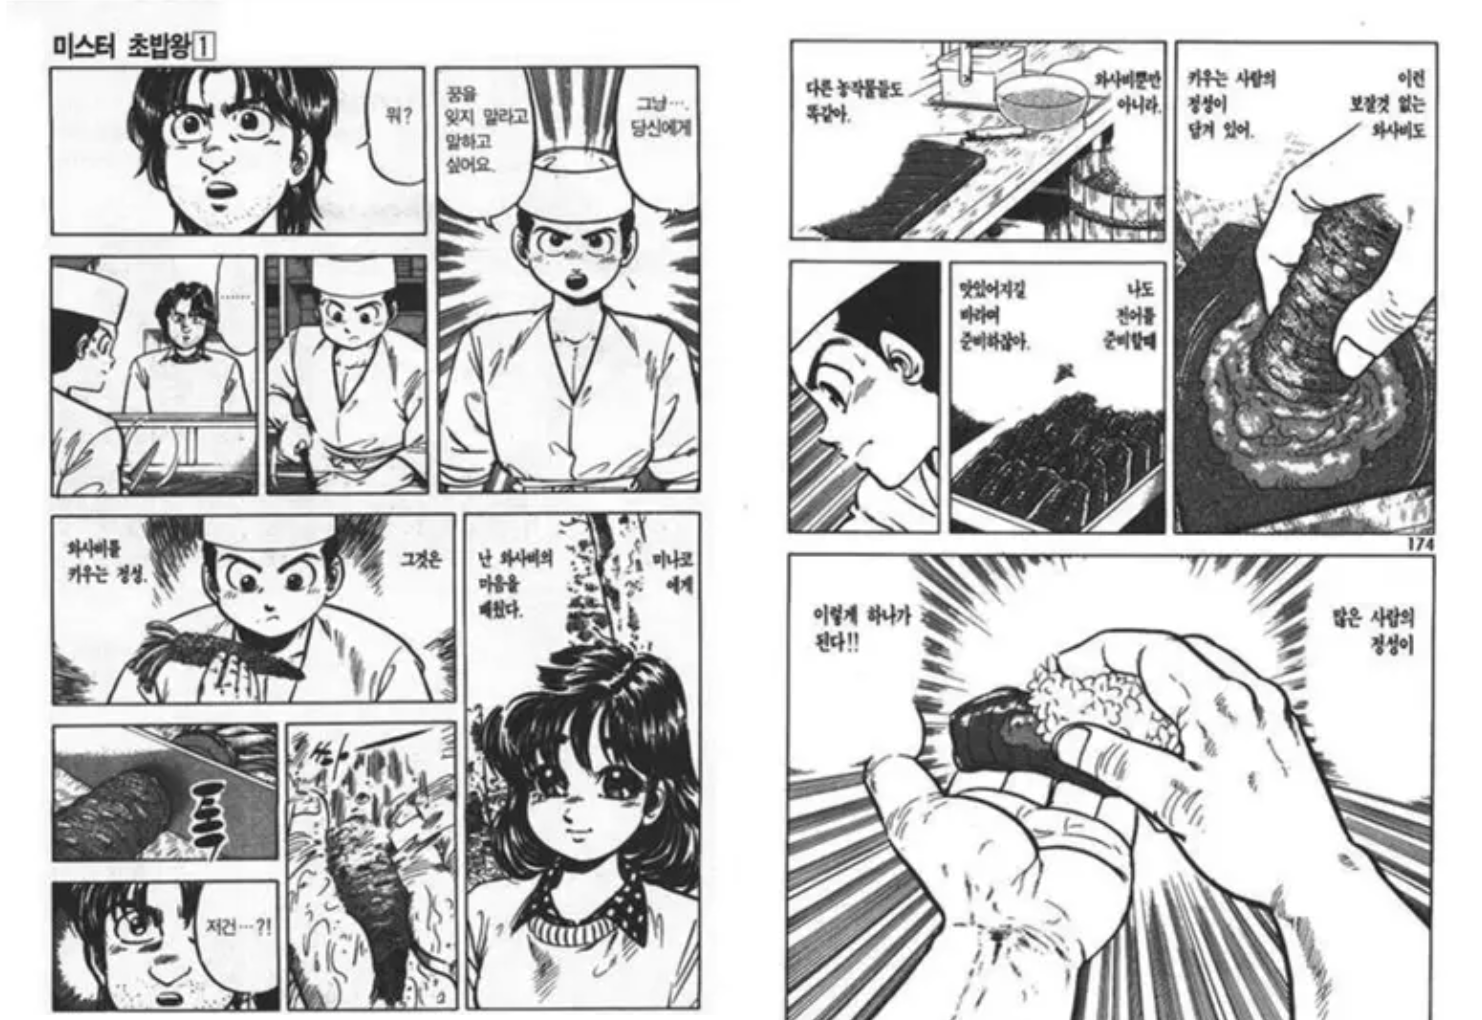 미스터 초밥왕 1
그냥….
당신에게
꿈을
잊지 말라고
말하고
싶어요.
뭐?
……
미나코
에게
난 와사비의
마음을
배웠다.
그것은
와사비를
키우는 정성.
저건…?!
이런
보잘것 없는
와사비도
키우는 사람의
정성이
담겨 있어.
와사비뿐만
아니라.
다른 농작물들도
똑같아.
나도
전어를
준비할때
맛있어지길
바라며
준비하잖아.
174
많은 사람의
정성이
이렇게 하나가
된다!!